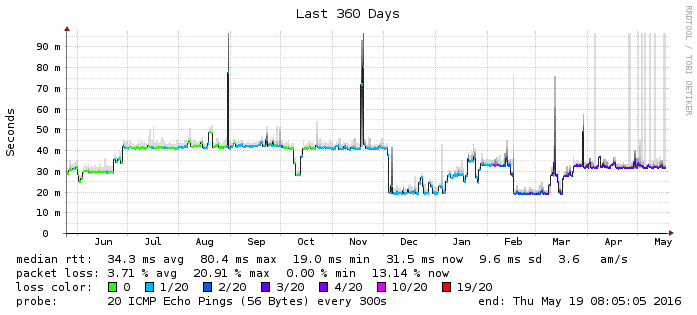 Last 360 Days
RRDTOOL / TOBI OETIKER
Seconds
90 m
80 m
70 m
60 m
50 m
40 m
30 m
20 m
10 m
0
Jun Jul Aug Sep Oct Nov Dec Jan Feb Mar Apr May
median rtt: 34.3 ms avg 80.4 ms max 19.0 ms min 31.5 ms now 9.6 ms sd 3.6 am/s
packet loss: 3.71 % avg 20.91 % max 0.00 % min 13.14 % now
loss color: 0 1/20 2/20 3/20 4/20 10/20 19/20
probe: 20 ICMP Echo Pings (56 Bytes) every 300s end: Thu May 19 08:05:05 2016